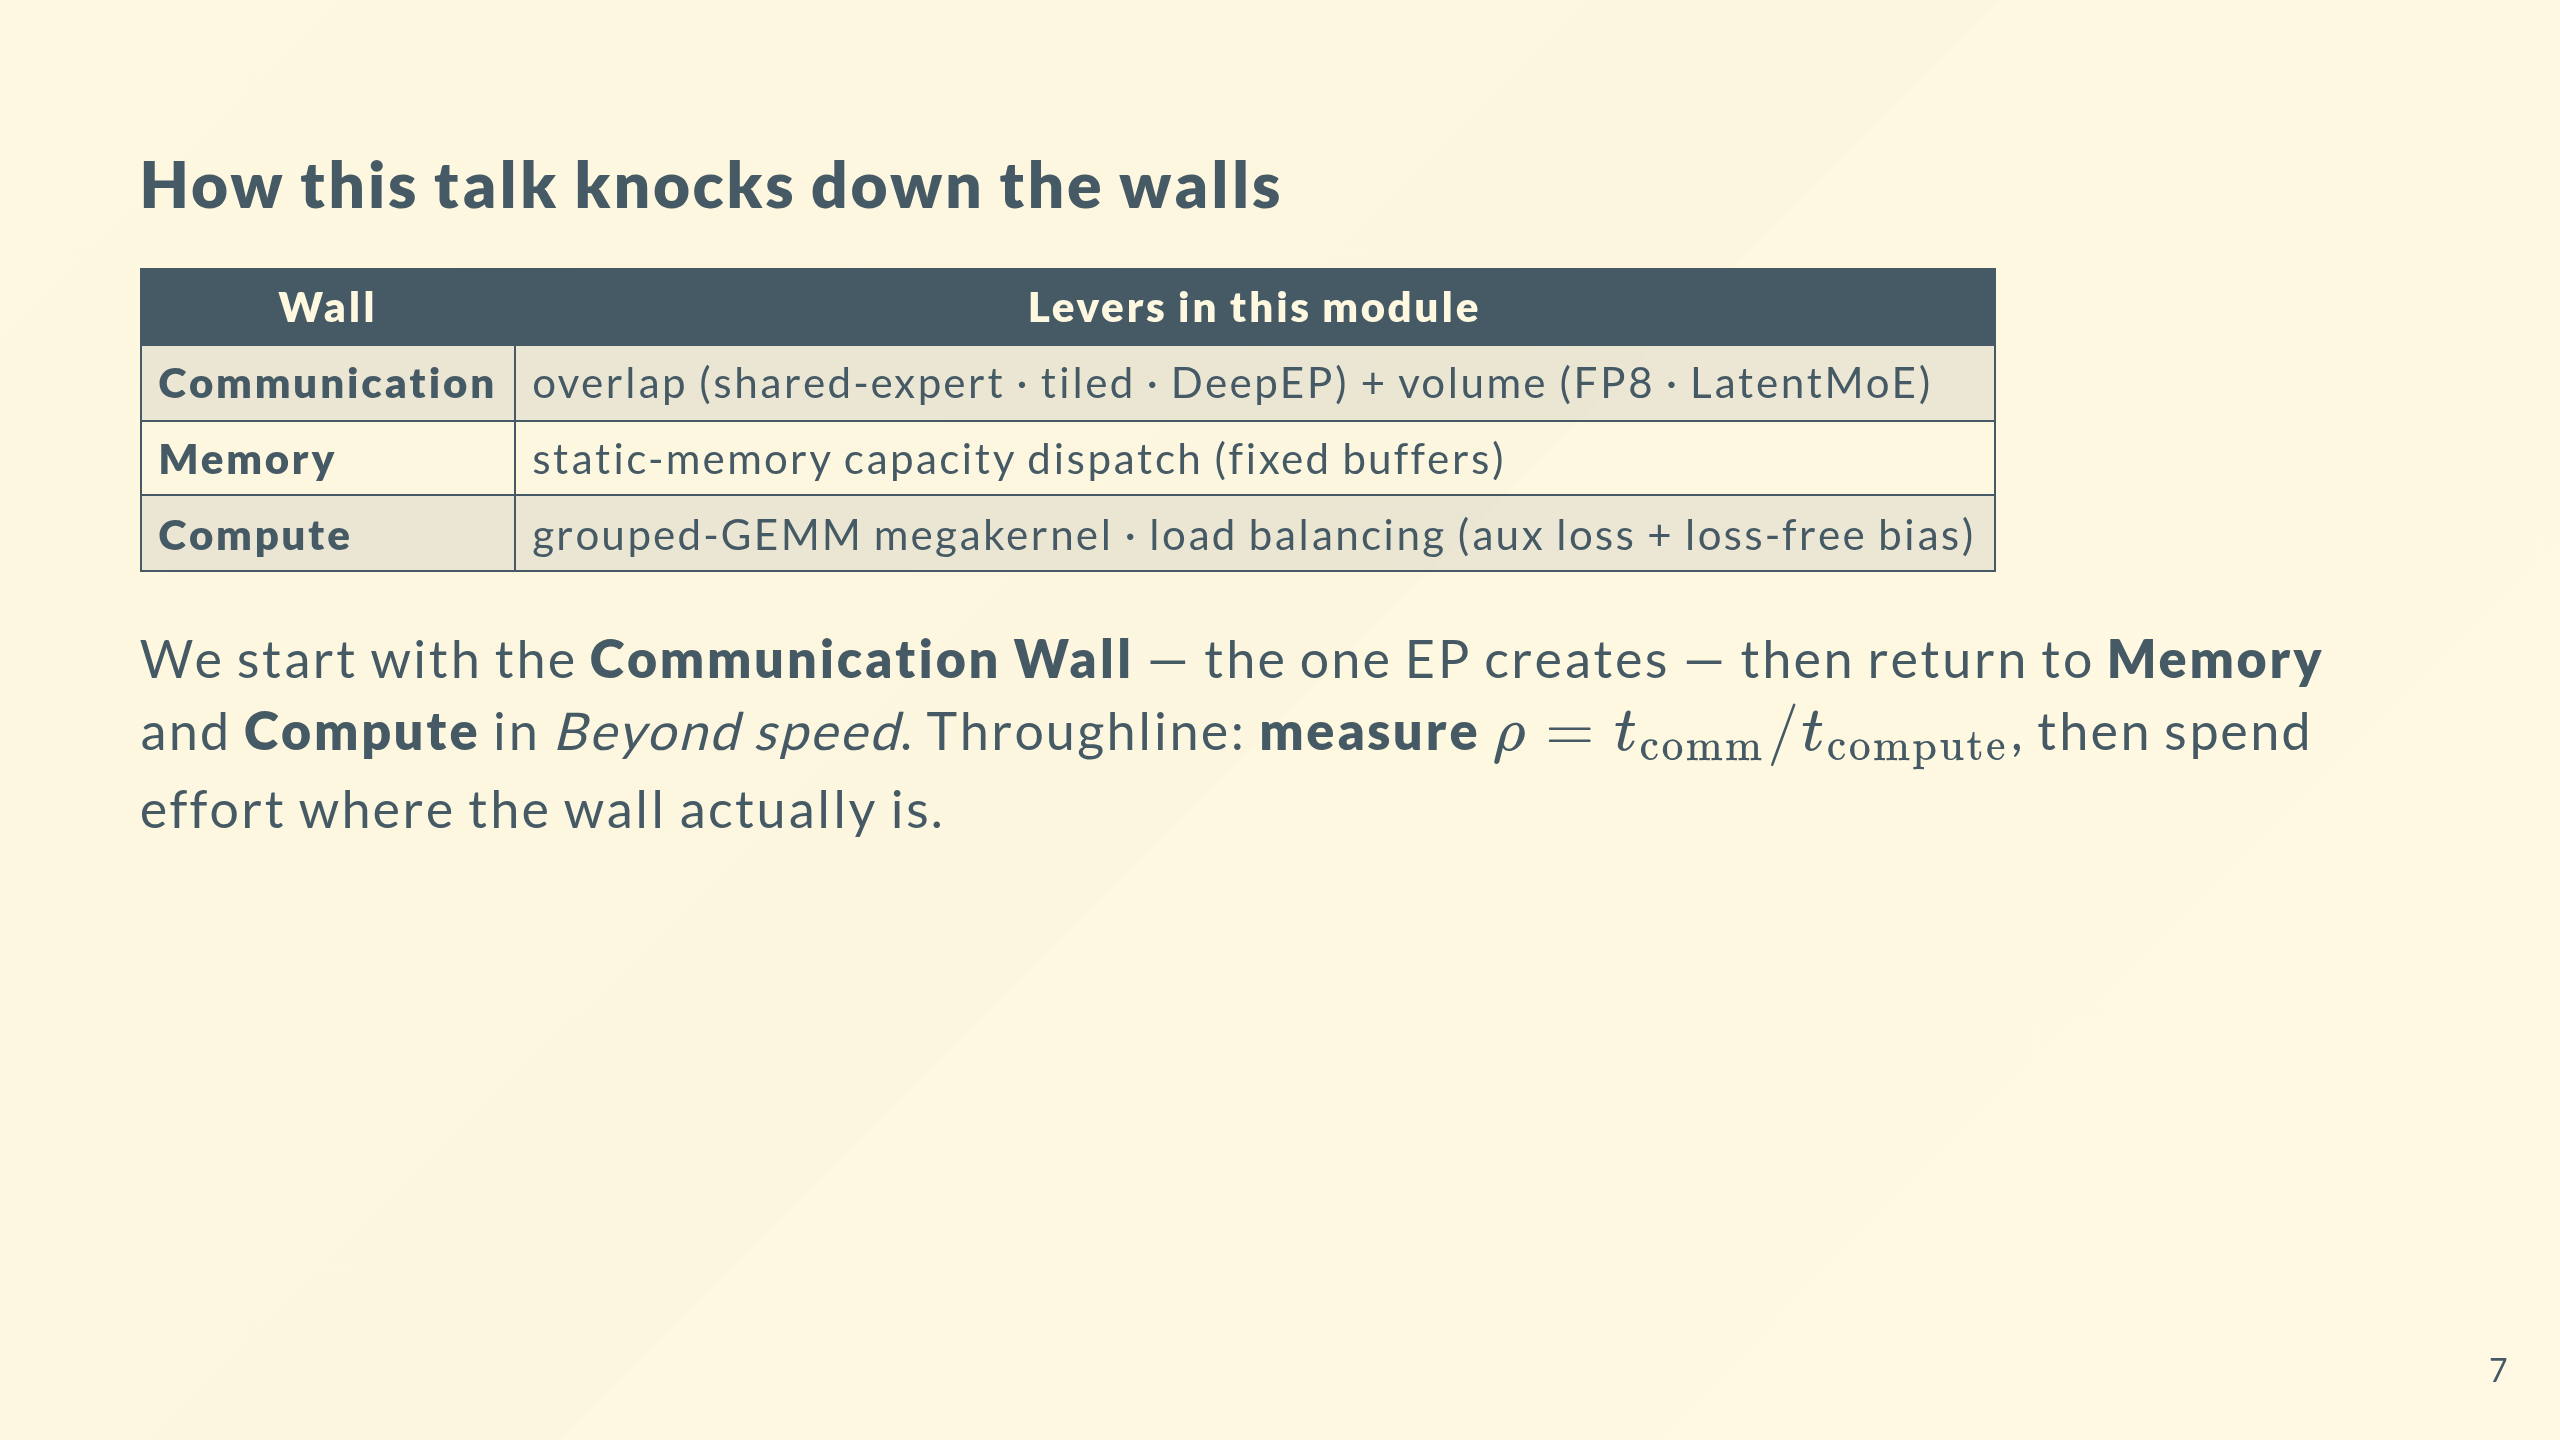 How this talk knocks down the walls
Wall Levers in this module
Communication overlap (shared-expert · tiled · DeepEP) + volume (FP8 · LatentMoE)
Memory static-memory capacity dispatch (fixed buffers)
Compute grouped-GEMM megakernel · load balancing (aux loss + loss-free bias)
We start with the Communication Wall — the one EP creates — then return to Memory
and Compute in Beyond speed. Throughline: measure ρ = t_comm/t_compute, then spend
effort where the wall actually is.
7